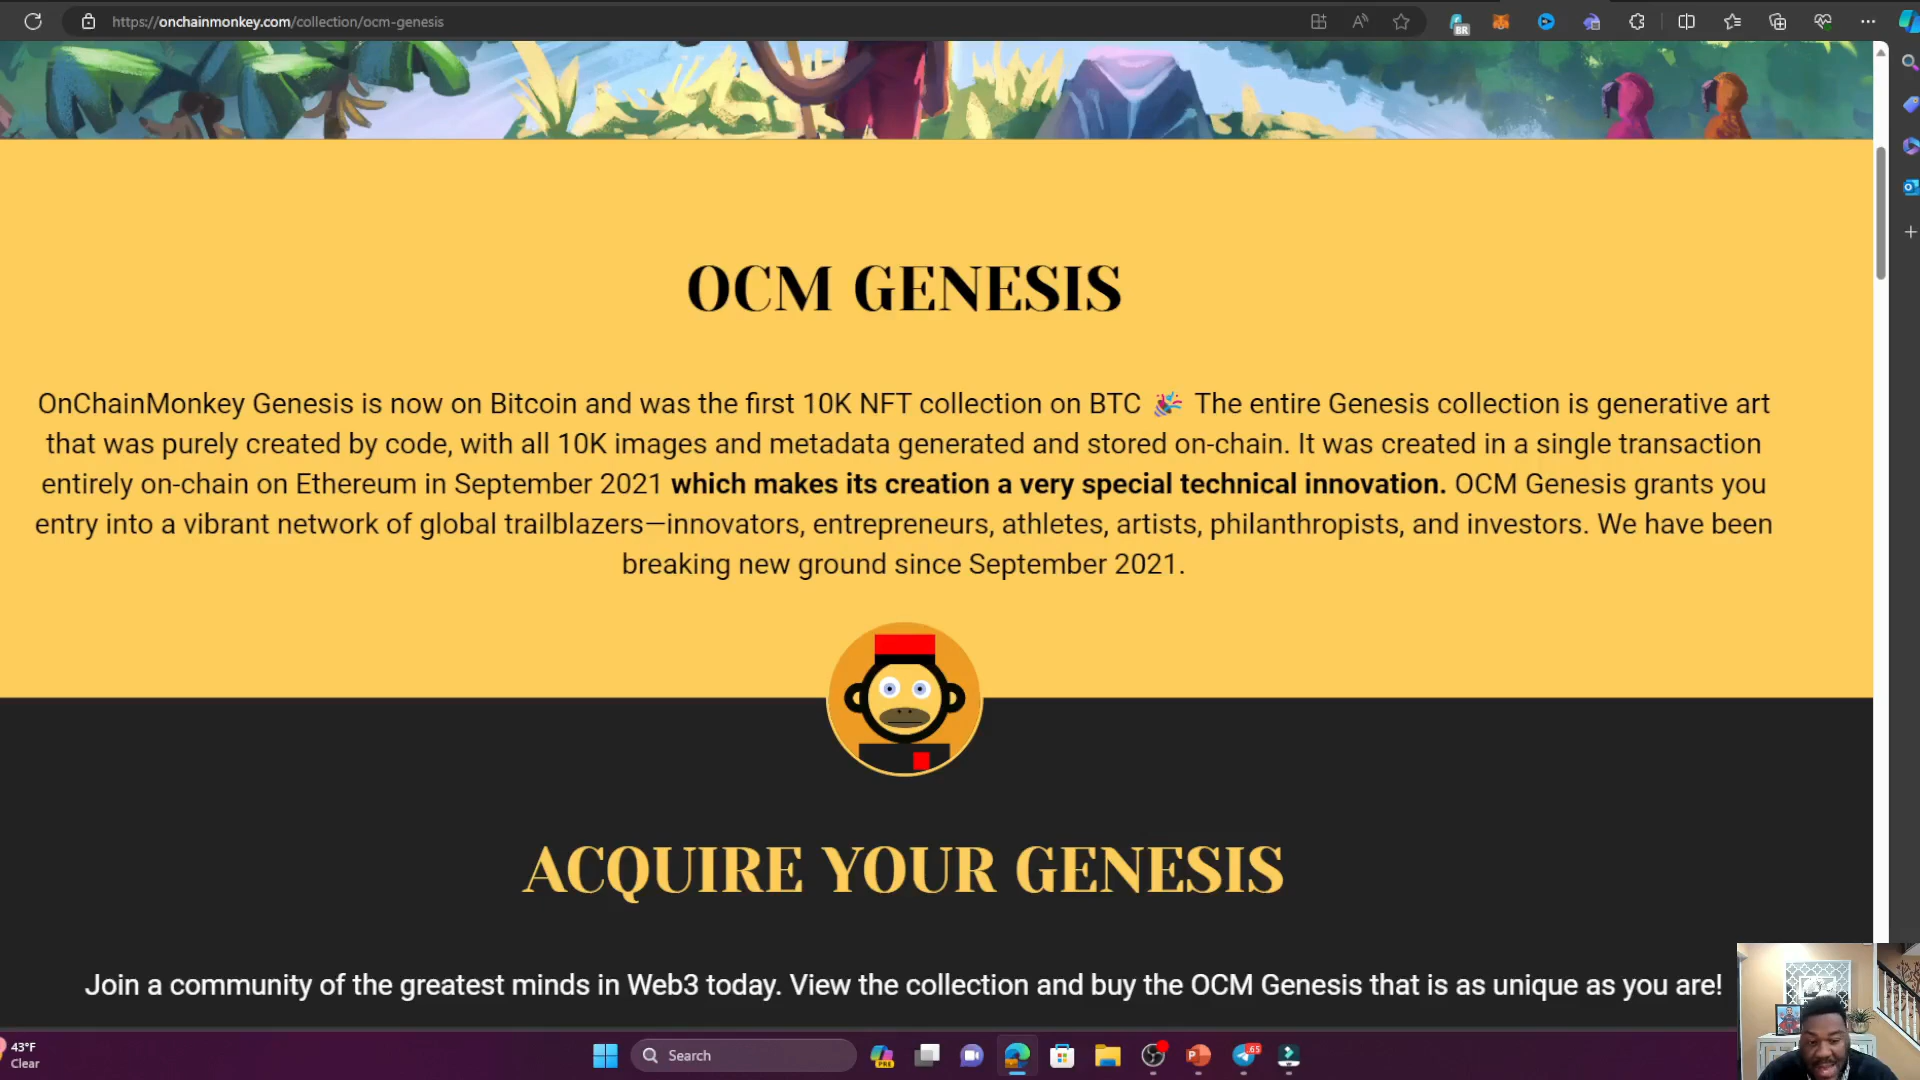 https://onchainmonkey.com/collection/ocm-genesis
BR
OCM GENESIS
OnChainMonkey Genesis is now on Bitcoin and was the first 10K NFT collection on BTC 🎉 The entire Genesis collection is generative art
that was purely created by code, with all 10K images and metadata generated and stored on-chain. It was created in a single transaction
entirely on-chain on Ethereum in September 2021 which makes its creation a very special technical innovation. OCM Genesis grants you
entry into a vibrant network of global trailblazers—innovators, entrepreneurs, athletes, artists, philanthropists, and investors. We have been
breaking new ground since September 2021.
ACQUIRE YOUR GENESIS
Join a community of the greatest minds in Web3 today. View the collection and buy the OCM Genesis that is as unique as you are!
43°F
Clear
Search
PRE
65